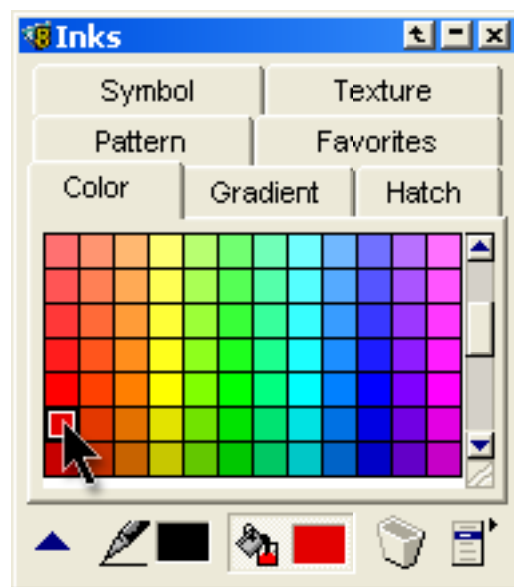 Inks
Symbol Texture
Pattern Favorites
Color Gradient Hatch